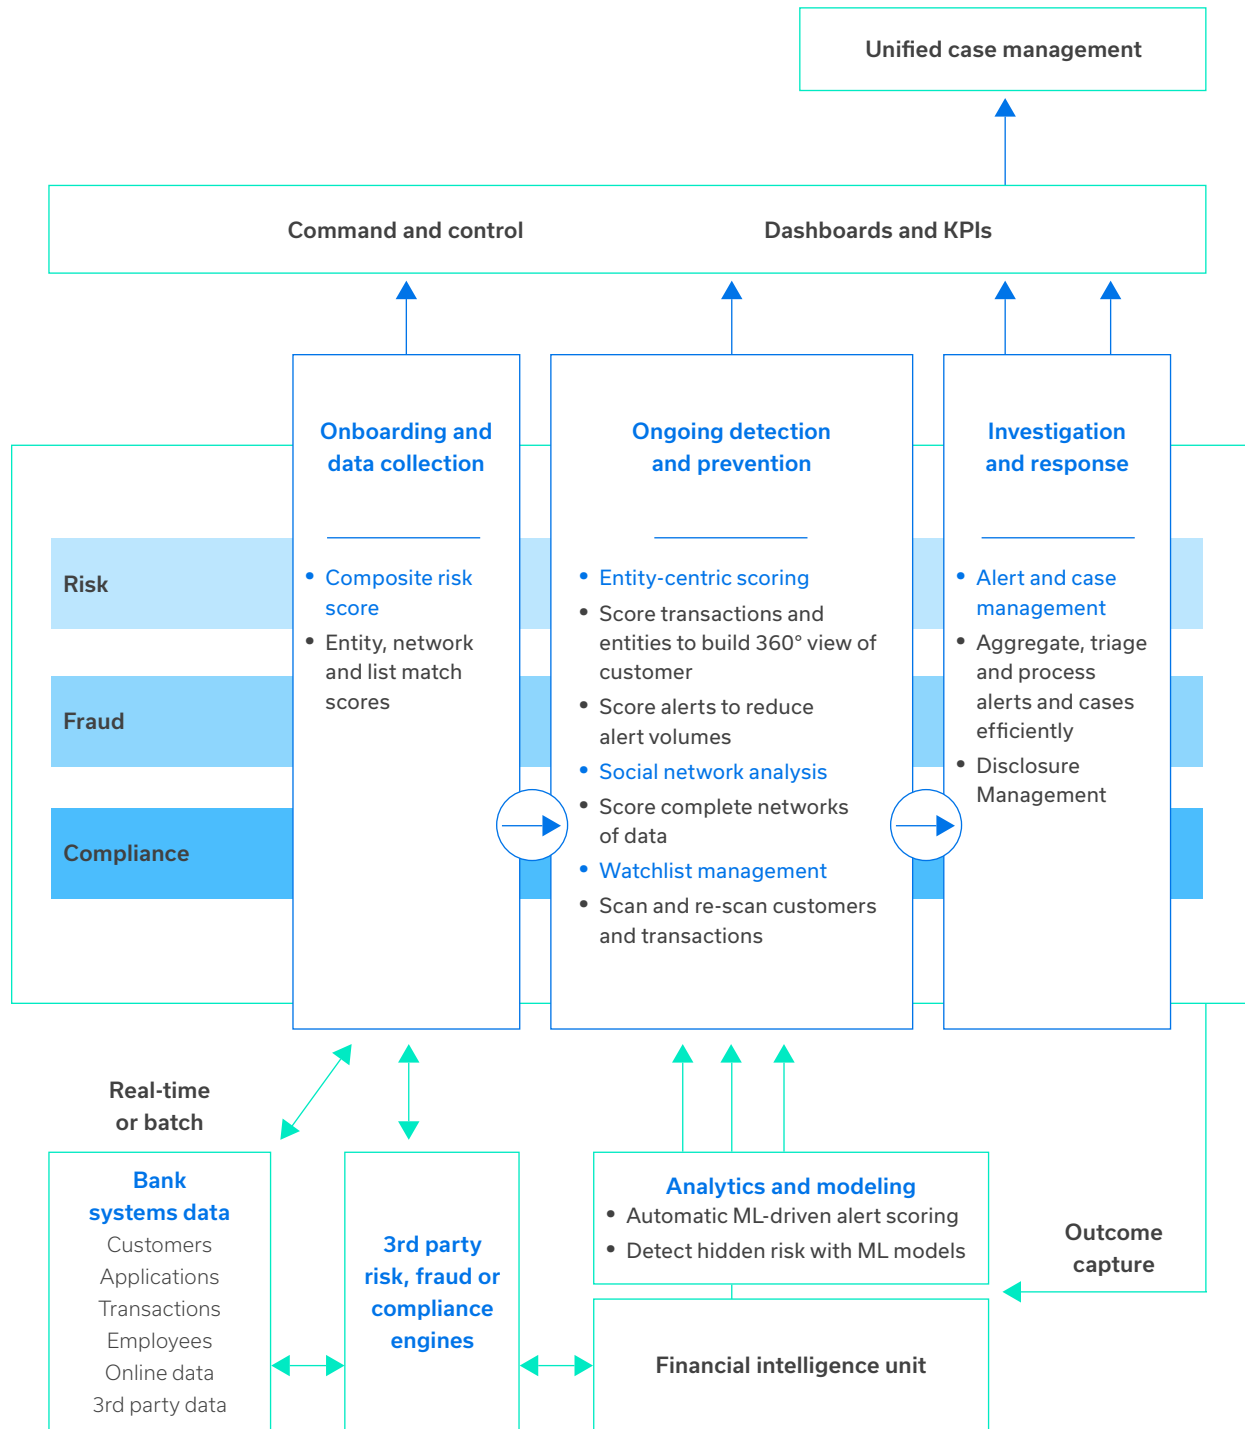 Unified case management
Command and control
Dashboards and KPIs
Onboarding and
data collection
Ongoing detection
and prevention
Investigation
and response
Risk
Fraud
Compliance
• Composite risk
score
• Entity, network
and list match
scores
• Entity-centric scoring
• Score transactions and
entities to build 360° view of
customer
• Score alerts to reduce
alert volumes
• Social network analysis
• Score complete networks
of data
• Watchlist management
• Scan and re-scan customers
and transactions
• Alert and case
management
• Aggregate, triage
and process
alerts and cases
efficiently
• Disclosure
Management
Real-time
or batch
Bank
systems data
Customers
Applications
Transactions
Employees
Online data
3rd party data
3rd party
risk, fraud or
compliance
engines
Analytics and modeling
• Automatic ML-driven alert scoring
• Detect hidden risk with ML models
Financial intelligence unit
Outcome
capture